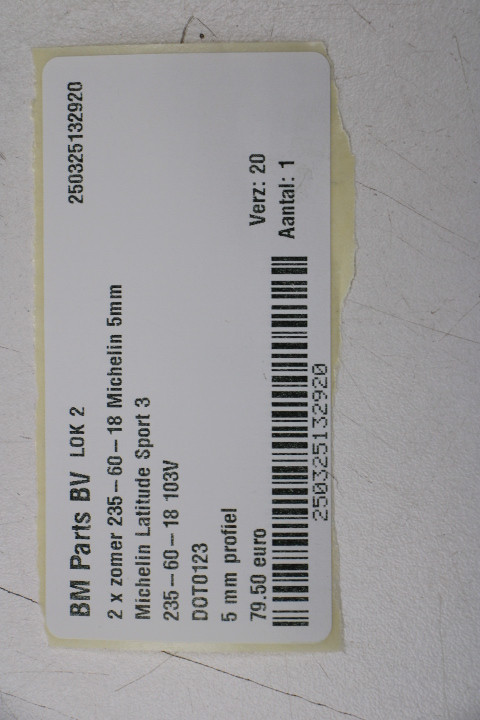 BM Parts BV LOK 2 250325132920
2 x zomer 235-60-18 Michelin 5mm
Michelin Latitude Sport 3
235-60-18 103V
DOT0123
5 mm profiel Verz: 20
79.50 euro Aantal: 1
250325132920